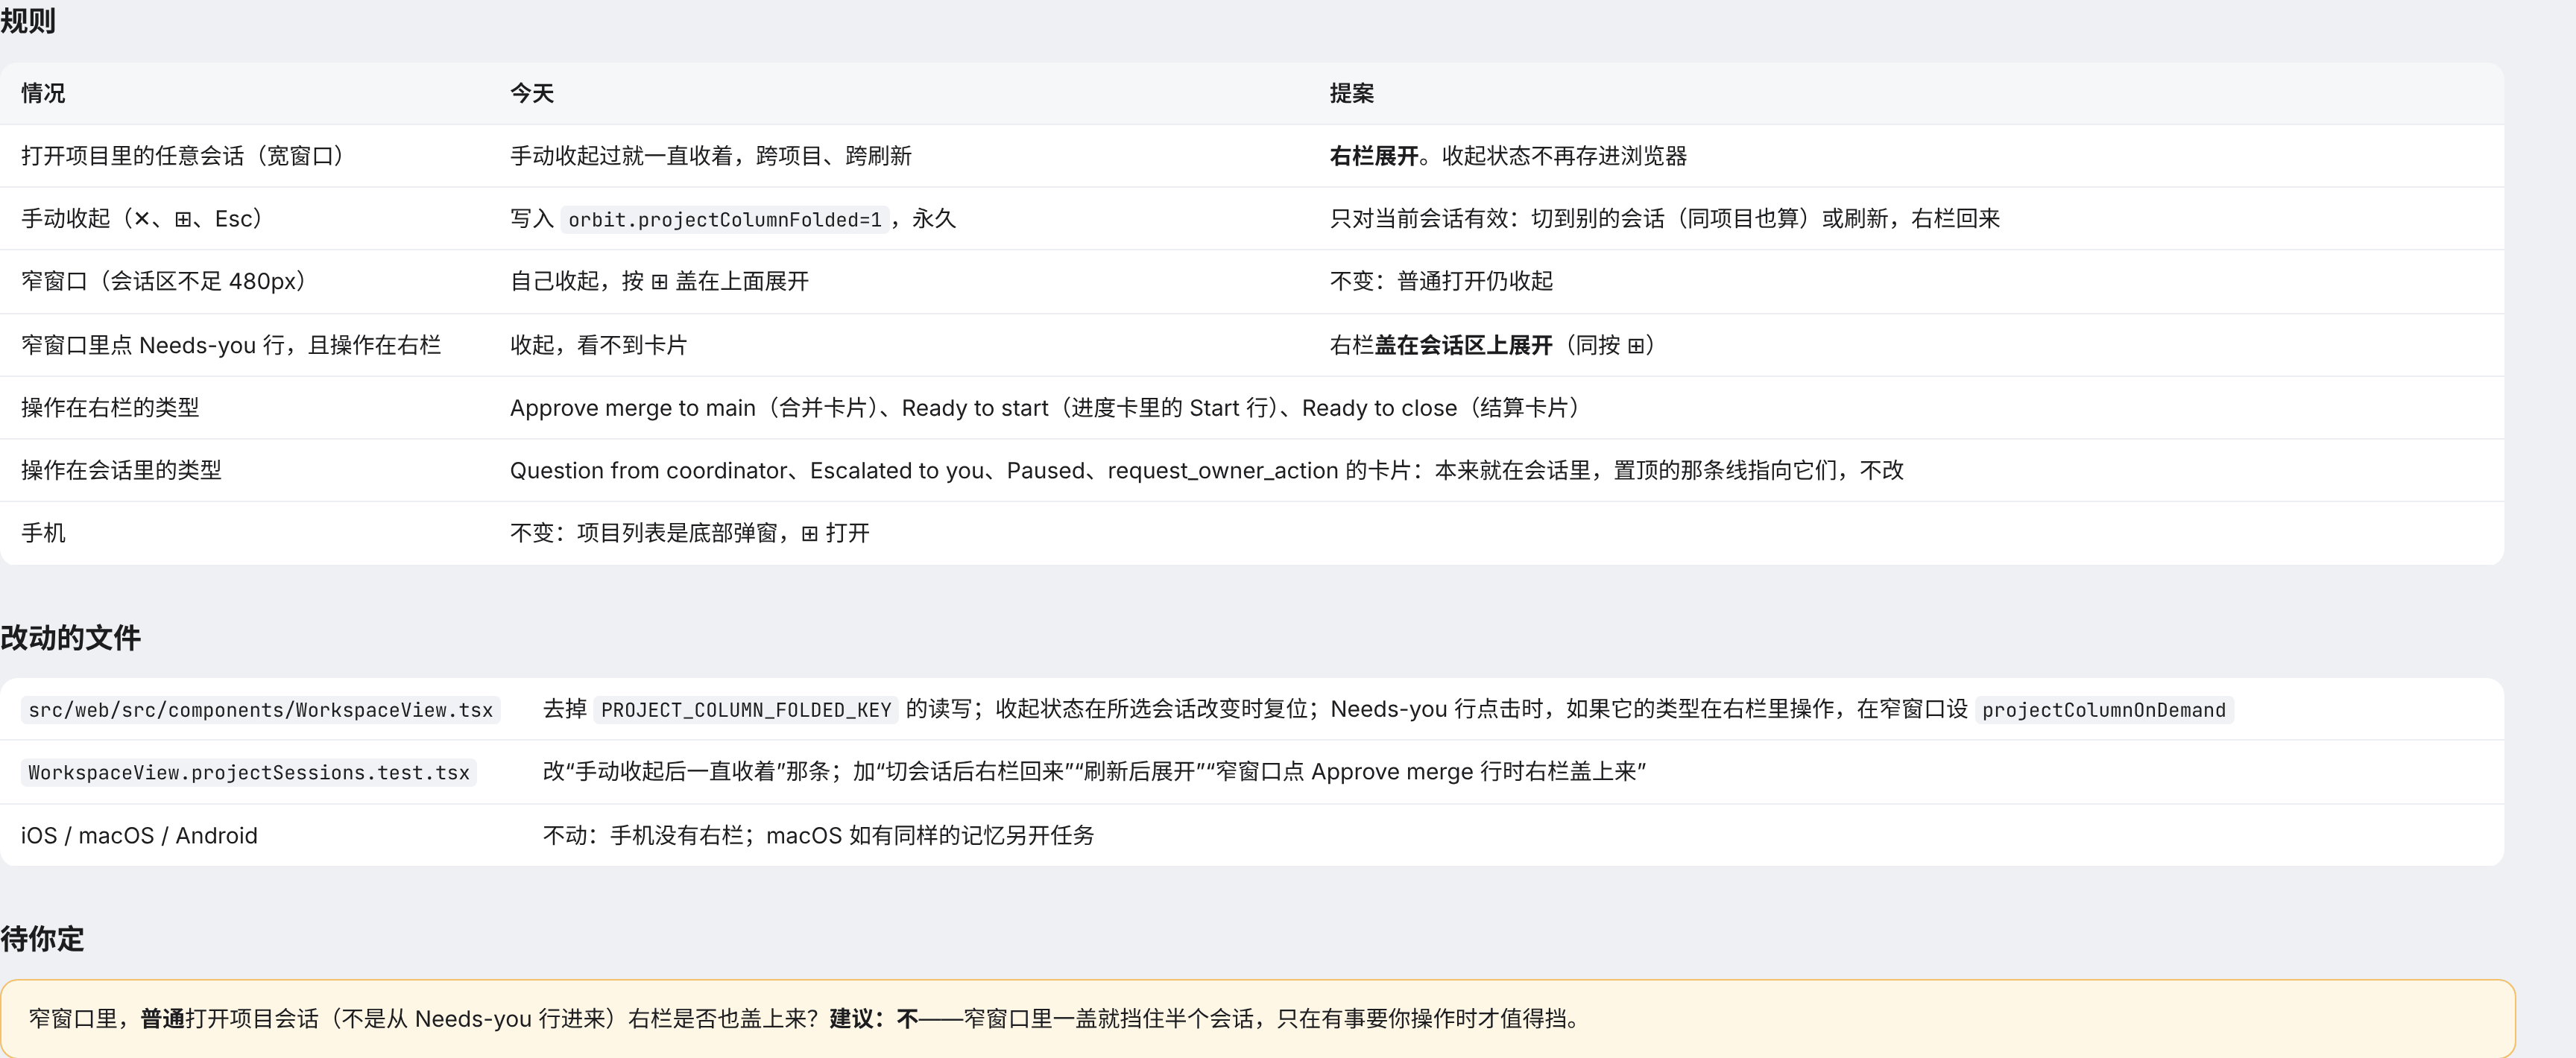 规则
情况 今天 提案
打开项目里的任意会话（宽窗口） 手动收起过就一直收着，跨项目、跨刷新 右栏展开。收起状态不再存进浏览器
手动收起（✕、⊞、Esc） 写入 orbit.projectColumnFolded=1，永久 只对当前会话有效：切到别的会话（同项目也算）或刷新，右栏回来
窄窗口（会话区不足 480px） 自己收起，按 ⊞ 盖在上面展开 不变：普通打开仍收起
窄窗口里点 Needs-you 行，且操作在右栏 收起，看不到卡片 右栏盖在会话区上展开（同按 ⊞）
操作在右栏的类型 Approve merge to main（合并卡片）、Ready to start（进度卡里的 Start 行）、Ready to close（结算卡片）
操作在会话里的类型 Question from coordinator、Escalated to you、Paused、request_owner_action 的卡片：本来就在会话里，置顶的那条线指向它们，不改
手机 不变：项目列表是底部弹窗，⊞ 打开
改动的文件
src/web/src/components/WorkspaceView.tsx 去掉 PROJECT_COLUMN_FOLDED_KEY 的读写；收起状态在所选会话改变时复位；Needs-you 行点击时，如果它的类型在右栏里操作，在窄窗口设 projectColumnOnDemand
WorkspaceView.projectSessions.test.tsx 改“手动收起后一直收着”那条；加“切会话后右栏回来”“刷新后展开”“窄窗口点 Approve merge 行时右栏盖上来”
iOS / macOS / Android 不动：手机没有右栏；macOS 如有同样的记忆另开任务
待你定
窄窗口里，普通打开项目会话（不是从 Needs-you 行进来）右栏是否也盖上来？建议：不——窄窗口里一盖就挡住半个会话，只在有事要你操作时才值得挡。